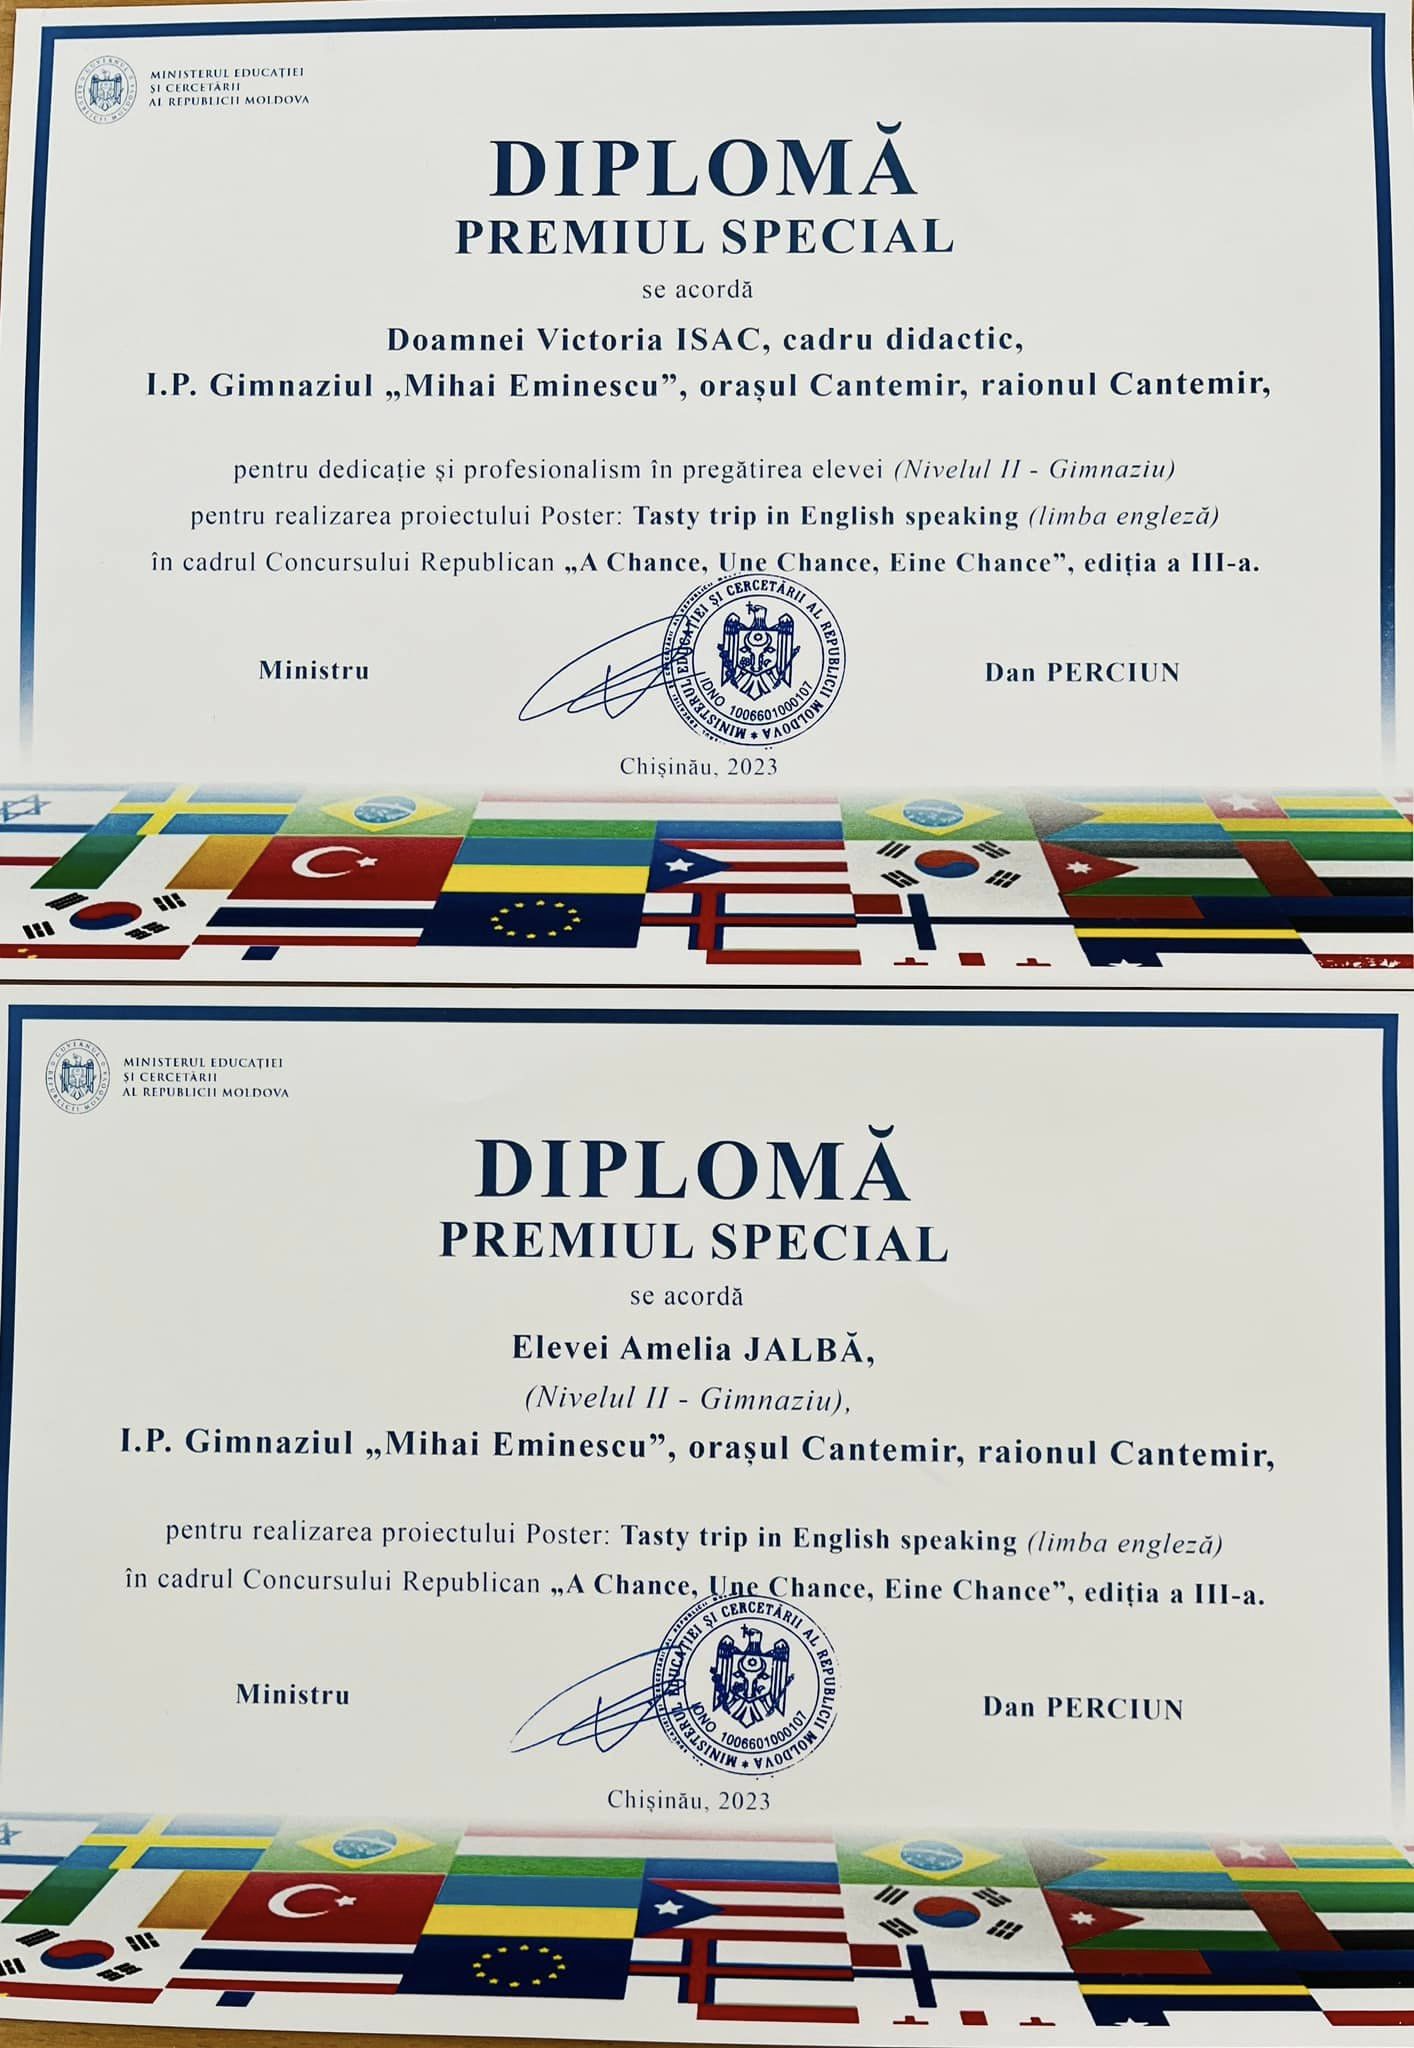 MINISTERUL EDUCAȚIEI
ȘI CERCETĂRII
AL REPUBLICII MOLDOVA
DIPLOMĂ
PREMIUL SPECIAL
se acordă
Doamnei Victoria ISAC, cadru didactic,
I.P. Gimnaziul „Mihai Eminescu”, orașul Cantemir, raionul Cantemir,
pentru dedicație și profesionalism în pregătirea elevei (Nivelul II - Gimnaziu)
pentru realizarea proiectului Poster: Tasty trip in English speaking (limba engleză)
în cadrul Concursului Republican „A Chance, Une Chance, Eine Chance”, ediția a III-a.
Ministru
MINISTERUL EDUCAȚIEI ȘI CERCETĂRII AL REPUBLICII MOLDOVA *
IDNO 1006601000107
Dan PERCIUN
Chișinău, 2023
MINISTERUL EDUCAȚIEI
ȘI CERCETĂRII
AL REPUBLICII MOLDOVA
DIPLOMĂ
PREMIUL SPECIAL
se acordă
Elevei Amelia JALBĂ,
(Nivelul II - Gimnaziu),
I.P. Gimnaziul „Mihai Eminescu”, orașul Cantemir, raionul Cantemir,
pentru realizarea proiectului Poster: Tasty trip in English speaking (limba engleză)
în cadrul Concursului Republican „A Chance, Une Chance, Eine Chance”, ediția a III-a.
Ministru
MINISTERUL EDUCAȚIEI ȘI CERCETĂRII AL REPUBLICII MOLDOVA *
IDNO 1006601000107
Dan PERCIUN
Chișinău, 2023